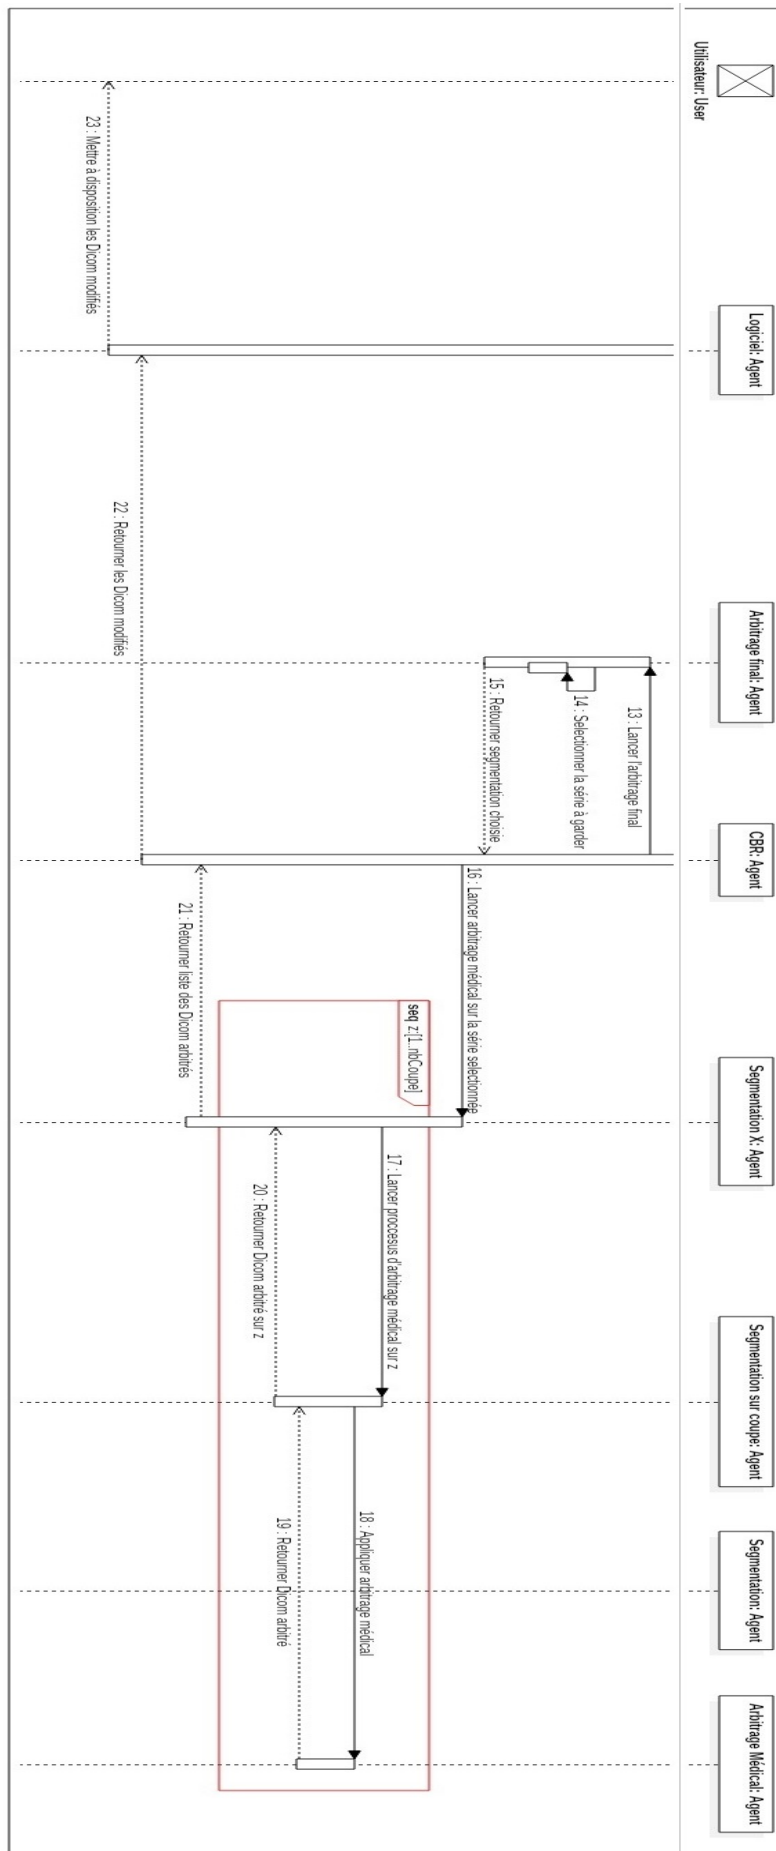 Utilisateur: User
Logiciel: Agent
Arbitrage final: Agent
CBR: Agent
Segmentation X: Agent
Segmentation sur coupe: Agent
Segmentation: Agent
Arbitrage Médical: Agent
13 : Lancer l'arbitrage final
14 : Selectionner la série à garder
15 : Retourner segmentation choisie
16 : Lancer arbitrage médical sur la série selectionnée
seq z:[1..nbCoupe]
17 : Lancer proccesus d'arbitrage médical sur z
18 : Appliquer arbitrage médical
19 : Retourner Dicom arbitré
20 : Retourner Dicom arbitré sur z
21 : Retourner liste des Dicom arbitrés
22 : Retourner les Dicom modifiés
23 : Mettre à disposition les Dicom modifiés